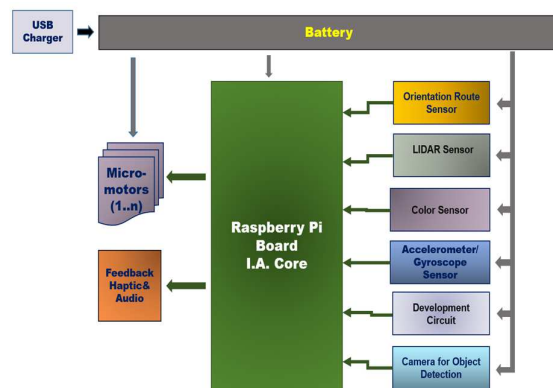 USB
Charger
Battery
Orientation Route
Sensor
LIDAR Sensor
Micro-
motors
(1..n)
Color Sensor
Raspberry Pi
Board
I.A. Core
Accelerometer/
Gyroscope
Sensor
Feedback
Haptic&
Audio
Development
Circuit
Camera for Object
Detection